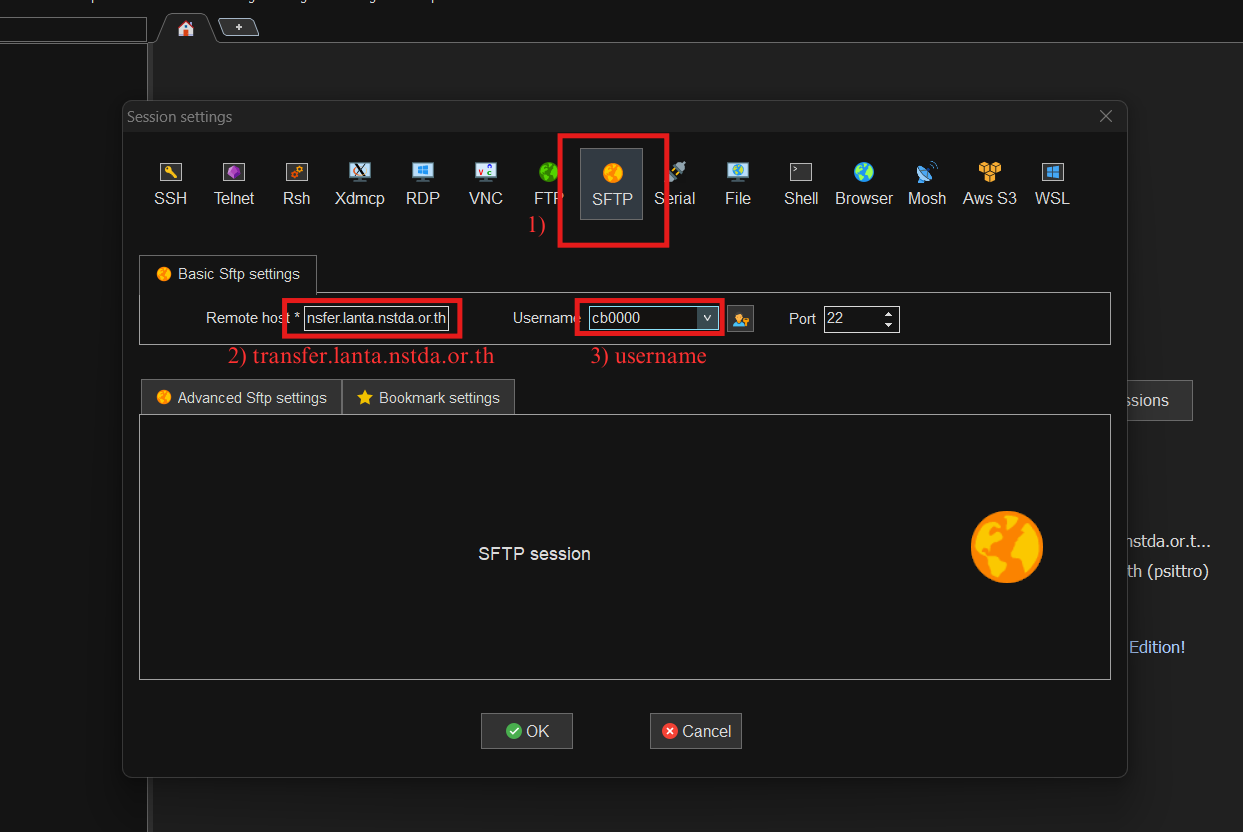 Session settings
SSH Telnet Rsh Xdmcp RDP VNC FTP SFTP Serial File Shell Browser Mosh Aws S3 WSL
1)
Basic Sftp settings
Remote host * nsfer.lanta.nstda.or.th Username cb0000 Port 22
2) transfer.lanta.nstda.or.th 3) username
Advanced Sftp settings Bookmark settings
ssions
SFTP session
nstda.or.t...
th (psittro)
Edition!
OK Cancel